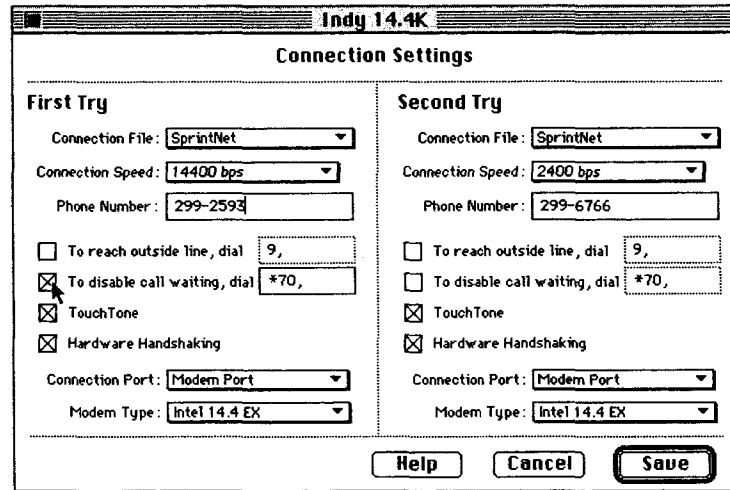 Indy 14.4K
Connection Settings
First Try
Connection File: SprintNet
Connection Speed: 14400 bps
Phone Number: 299-2593
To reach outside line, dial 9,
To disable call waiting, dial *70,
TouchTone
Hardware Handshaking
Connection Port: Modem Port
Modem Type: Intel 14.4 EX
Second Try
Connection File: SprintNet
Connection Speed: 2400 bps
Phone Number: 299-6766
To reach outside line, dial 9,
To disable call waiting, dial *70,
TouchTone
Hardware Handshaking
Connection Port: Modem Port
Modem Type: Intel 14.4 EX
Help Cancel Save